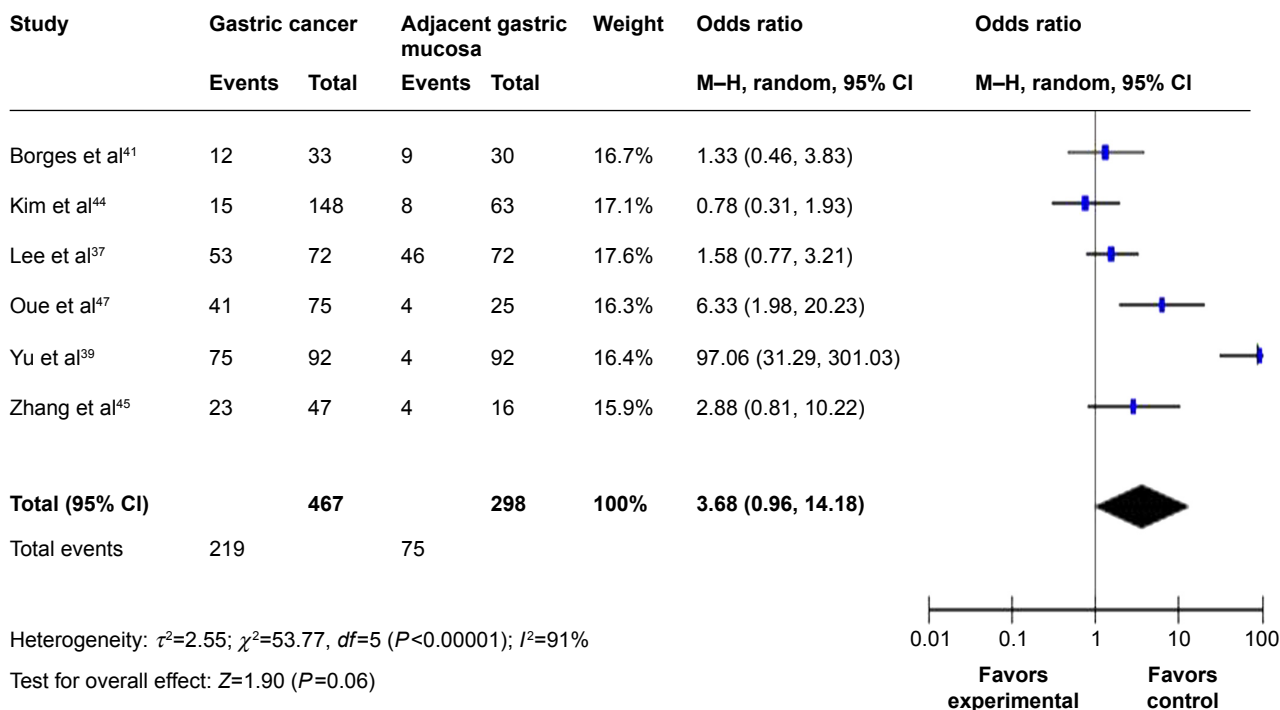 Study Gastric cancer Adjacent gastric mucosa Weight Odds ratio Odds ratio
Events Total Events Total M–H, random, 95% CI M–H, random, 95% CI
Borges et al⁴¹ 12 33 9 30 16.7% 1.33 (0.46, 3.83)
Kim et al⁴⁴ 15 148 8 63 17.1% 0.78 (0.31, 1.93)
Lee et al³⁷ 53 72 46 72 17.6% 1.58 (0.77, 3.21)
Oue et al⁴⁷ 41 75 4 25 16.3% 6.33 (1.98, 20.23)
Yu et al³⁹ 75 92 4 92 16.4% 97.06 (31.29, 301.03)
Zhang et al⁴⁵ 23 47 4 16 15.9% 2.88 (0.81, 10.22)
Total (95% CI) 467 298 100% 3.68 (0.96, 14.18)
Total events 219 75
Heterogeneity: τ²=2.55; χ²=53.77, df=5 (P<0.00001); I²=91%
Test for overall effect: Z=1.90 (P=0.06)
0.01 0.1 1 10 100
Favors experimental Favors control